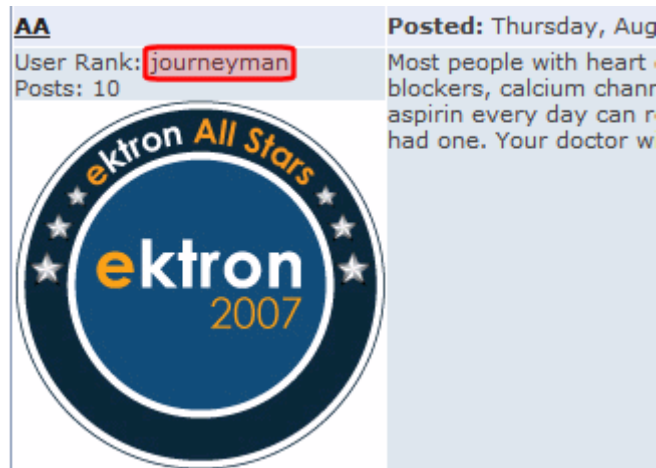 AA
User Rank: journeyman
Posts: 10
ektron All Stars
ektron
2007
Posted: Thursday, Aug
Most people with heart
blockers, calcium chann
aspirin every day can r
had one. Your doctor w